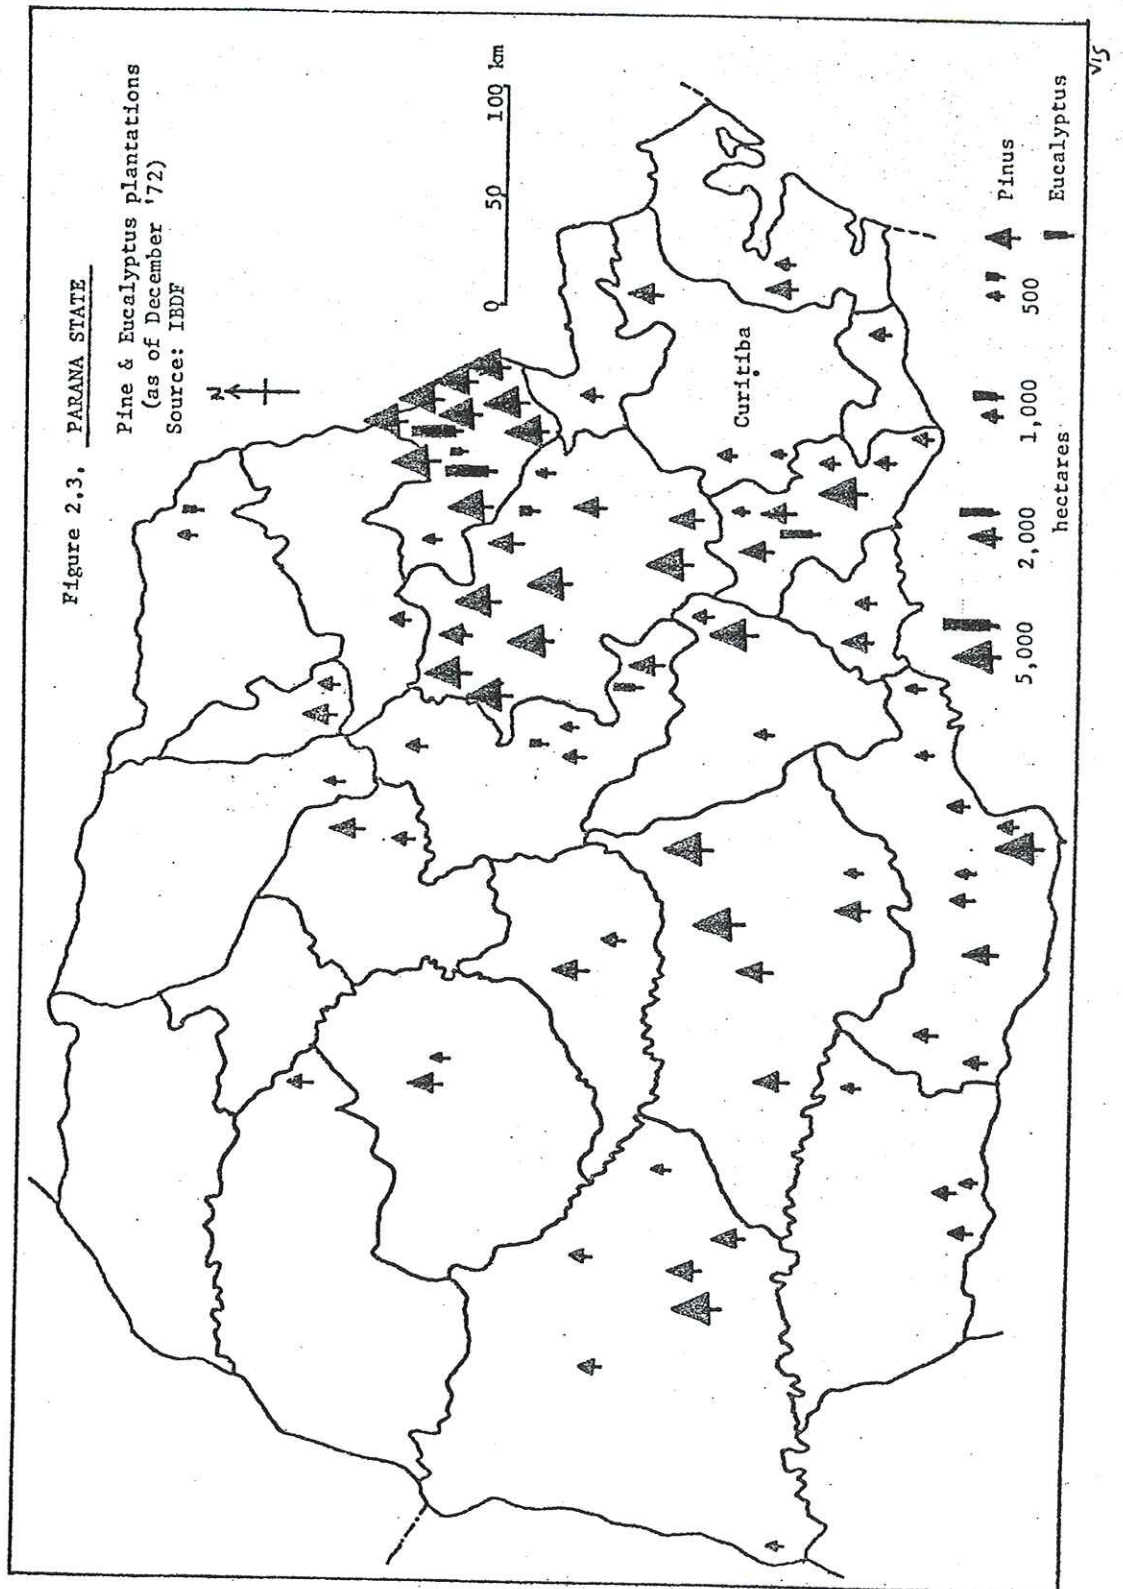 Figure 2.3. PARANA STATE
Pine & Eucalyptus plantations
(as of December '72)
Source: IBDF
N
0 50 100 km
Curitiba
5,000 2,000 1,000 500 Pinus
hectares Eucalyptus